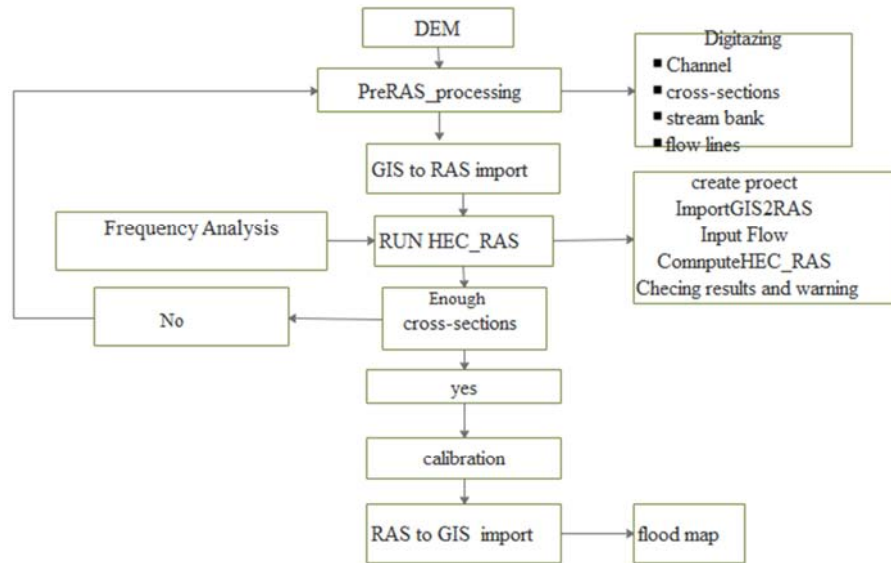 DEM
PreRAS_processing
Digitazing
■ Channel
■ cross-sections
■ stream bank
■ flow lines
GIS to RAS import
Frequency Analysis
RUN HEC_RAS
create proect
ImportGIS2RAS
Input Flow
ComnputeHEC_RAS
Checing results and warning
Enough
cross-sections
No
yes
calibration
RAS to GIS import
flood map